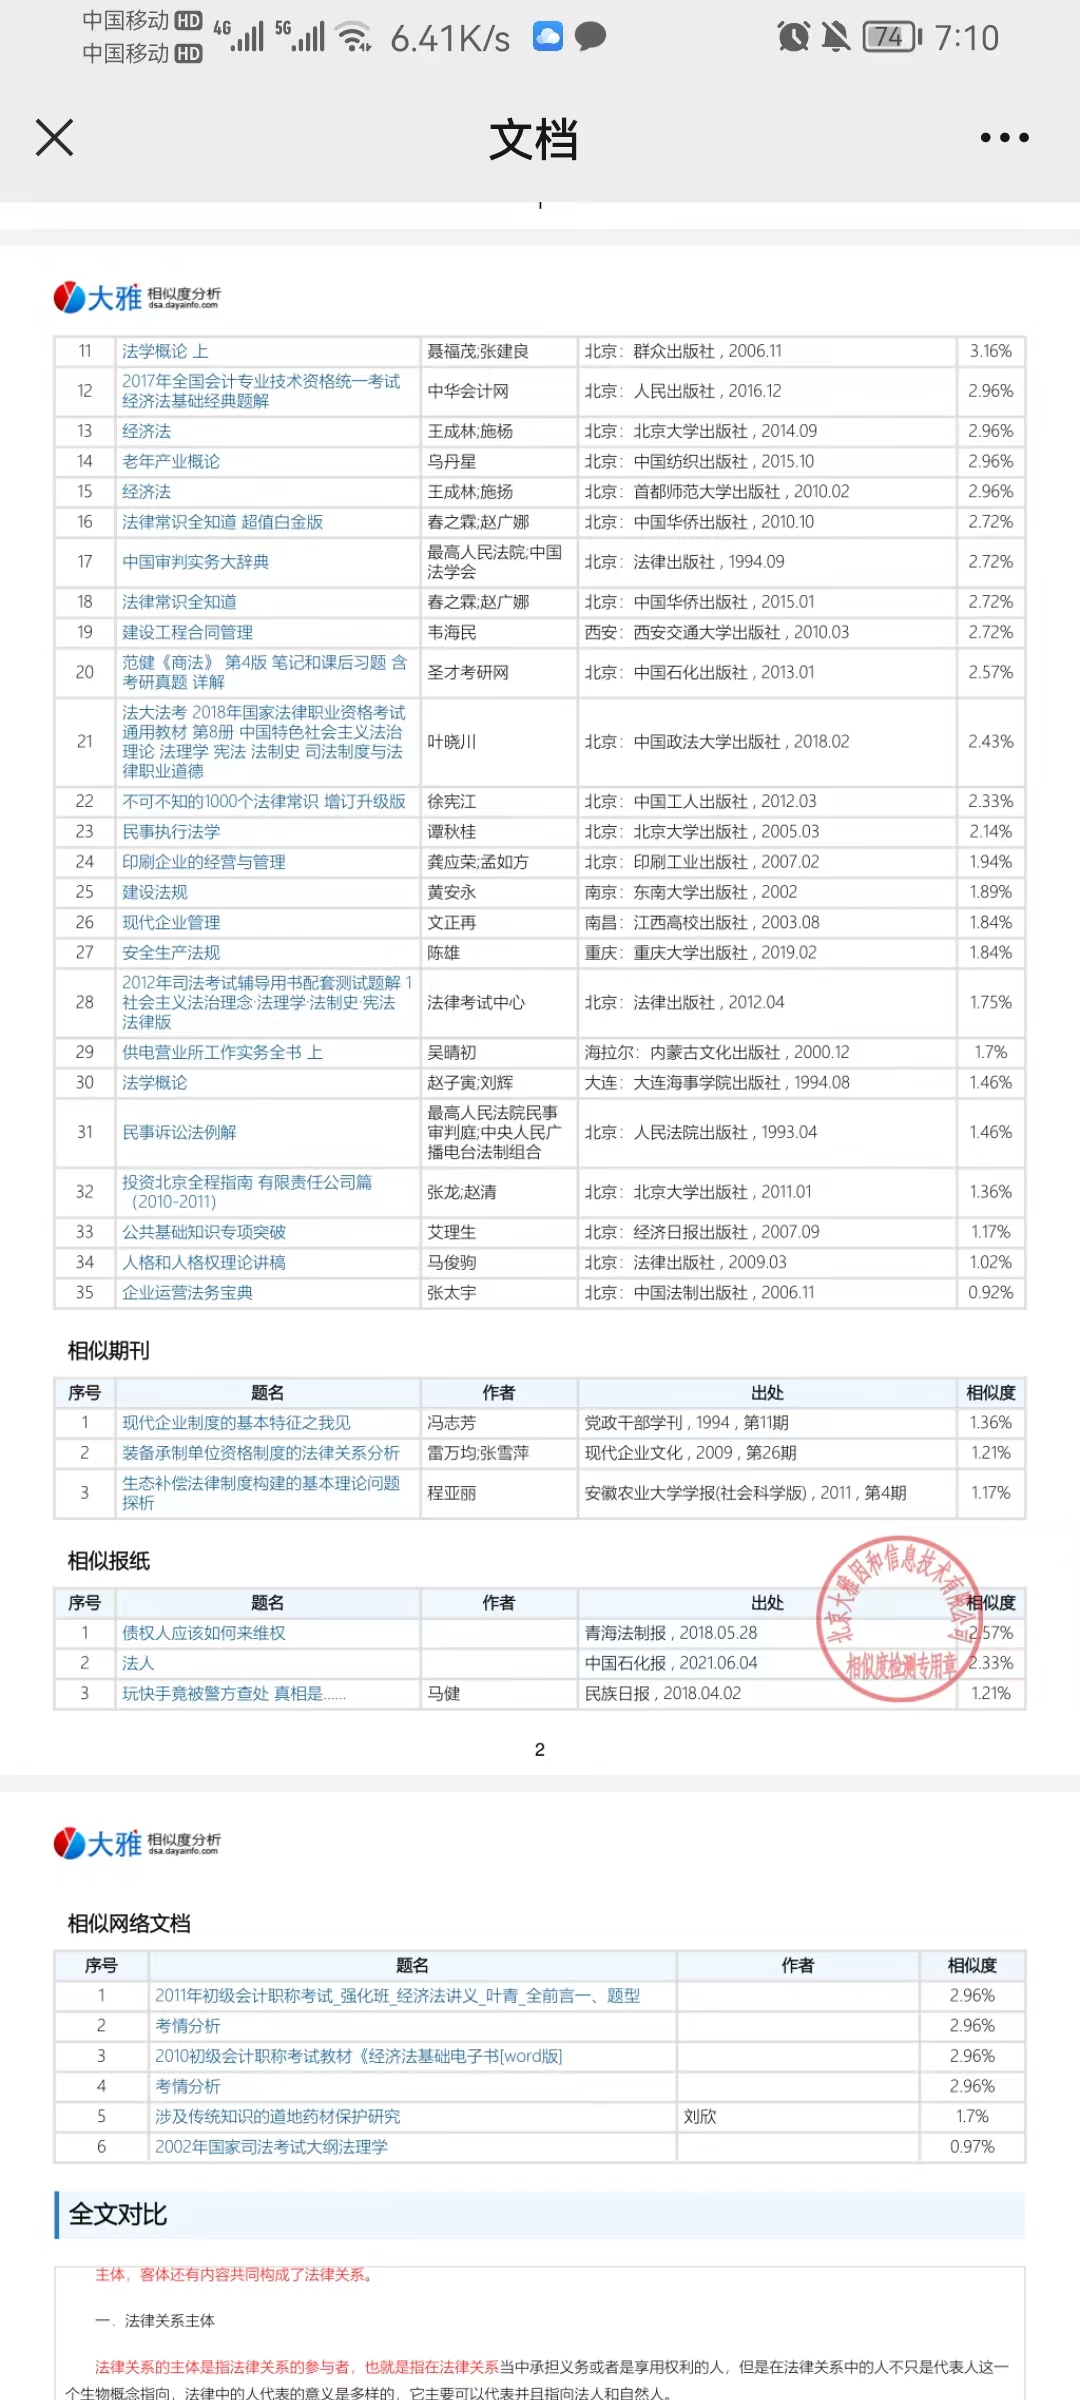 中国移动 HD 4G 5G 6.41K/s 74 7:10
中国移动 HD
文档
大雅 相似度分析
dsa.dayainfo.com
11 法学概论 上 聂福茂;张建良 北京：群众出版社 , 2006.11 3.16%
12 2017年全国会计专业技术资格统一考试 中华会计网 北京：人民出版社 , 2016.12 2.96%
经济法基础经典题解
13 经济法 王成林;施杨 北京：北京大学出版社 , 2014.09 2.96%
14 老年产业概论 乌丹星 北京：中国纺织出版社 , 2015.10 2.96%
15 经济法 王成林;施扬 北京：首都师范大学出版社 , 2010.02 2.96%
16 法律常识全知道 超值白金版 春之霖;赵广娜 北京：中国华侨出版社 , 2010.10 2.72%
17 中国审判实务大辞典 最高人民法院;中国 北京：法律出版社 , 1994.09 2.72%
法学会
18 法律常识全知道 春之霖;赵广娜 北京：中国华侨出版社 , 2015.01 2.72%
19 建设工程合同管理 韦海民 西安：西安交通大学出版社 , 2010.03 2.72%
20 范健《商法》 第4版 笔记和课后习题 含 圣才考研网 北京：中国石化出版社 , 2013.01 2.57%
考研真题 详解
21 法大法考 2018年国家法律职业资格考试 叶晓川 北京：中国政法大学出版社 , 2018.02 2.43%
通用教材 第8册 中国特色社会主义法治
理论 法理学 宪法 法制史 司法制度与法
律职业道德
22 不可不知的1000个法律常识 增订升级版 徐宪江 北京：中国工人出版社 , 2012.03 2.33%
23 民事执行法学 谭秋桂 北京：北京大学出版社 , 2005.03 2.14%
24 印刷企业的经营与管理 龚应荣;孟如方 北京：印刷工业出版社 , 2007.02 1.94%
25 建设法规 黄安永 南京：东南大学出版社 , 2002 1.89%
26 现代企业管理 文正再 南昌：江西高校出版社 , 2003.08 1.84%
27 安全生产法规 陈雄 重庆：重庆大学出版社 , 2019.02 1.84%
28 2012年司法考试辅导用书配套测试题解 1 法律考试中心 北京：法律出版社 , 2012.04 1.75%
社会主义法治理念·法理学·法制史·宪法
法律版
29 供电营业所工作实务全书 上 吴晴初 海拉尔：内蒙古文化出版社 , 2000.12 1.7%
30 法学概论 赵子寅;刘辉 大连：大连海事学院出版社 , 1994.08 1.46%
31 民事诉讼法例解 最高人民法院民事 北京：人民法院出版社 , 1993.04 1.46%
审判庭;中央人民广
播电台法制组合
32 投资北京全程指南 有限责任公司篇 张龙;赵清 北京：北京大学出版社 , 2011.01 1.36%
（2010-2011）
33 公共基础知识专项突破 艾理生 北京：经济日报出版社 , 2007.09 1.17%
34 人格和人格权理论讲稿 马俊驹 北京：法律出版社 , 2009.03 1.02%
35 企业运营法务宝典 张太宇 北京：中国法制出版社 , 2006.11 0.92%
相似期刊
序号 题名 作者 出处 相似度
1 现代企业制度的基本特征之我见 冯志芳 党政干部学刊 , 1994 , 第11期 1.36%
2 装备承制单位资格制度的法律关系分析 雷万均;张雪萍 现代企业文化 , 2009 , 第26期 1.21%
3 生态补偿法律制度构建的基本理论问题 程亚丽 安徽农业大学学报(社会科学版) , 2011 , 第4期 1.17%
探析
相似报纸
序号 题名 作者 出处 相似度
1 债权人应该如何来维权 青海法制报 , 2018.05.28 2.57%
2 法人 中国石化报 , 2021.06.04 2.33%
3 玩快手竟被警方查处 真相是...... 马健 民族日报 , 2018.04.02 1.21%
北京大雅因和信息技术有限公司
相似度检测专用章
2
大雅 相似度分析
dsa.dayainfo.com
相似网络文档
序号 题名 作者 相似度
1 2011年初级会计职称考试_强化班_经济法讲义_叶青_全前言一、题型 2.96%
2 考情分析 2.96%
3 2010初级会计职称考试教材《经济法基础电子书[word版] 2.96%
4 考情分析 2.96%
5 涉及传统知识的道地药材保护研究 刘欣 1.7%
6 2002年国家司法考试大纲法理学 0.97%
全文对比
主体，客体还有内容共同构成了法律关系。
一．法律关系主体
法律关系的主体是指法律关系的参与者，也就是指在法律关系当中承担义务或者是享用权利的人，但是在法律关系中的人不只是代表人这一
个生物概念指向，法律中的人代表的意义是多样的，它主要可以代表并且指向法人和自然人。